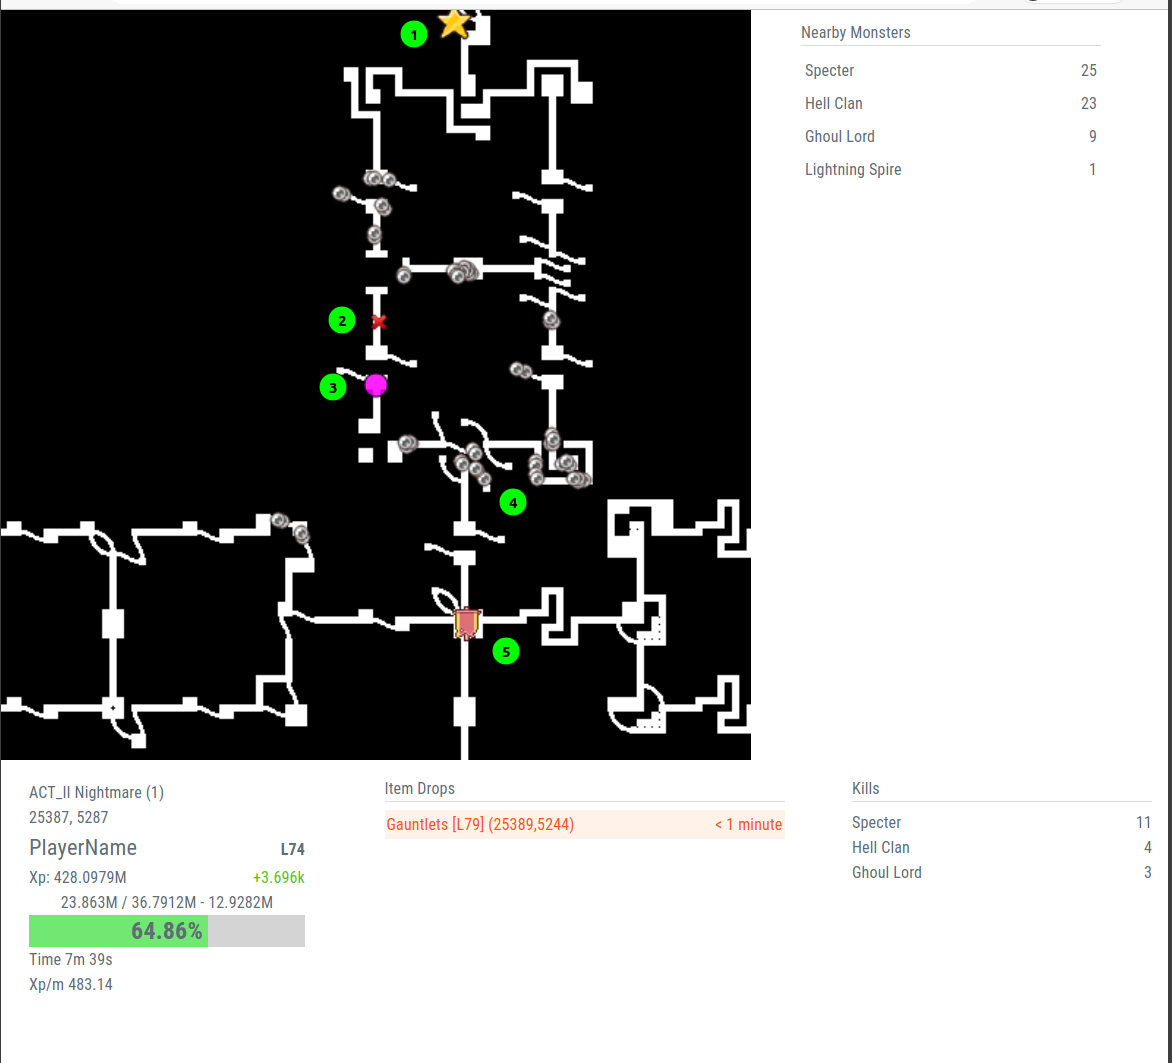 1
2
3
4
5
Nearby Monsters
Specter 25
Hell Clan 23
Ghoul Lord 9
Lightning Spire 1
ACT_II Nightmare (1)
25387, 5287
PlayerName L74
Xp: 428.0979M +3.696k
23.863M / 36.7912M - 12.9282M
64.86%
Time 7m 39s
Xp/m 483.14
Item Drops
Gauntlets [L79] (25389,5244) < 1 minute
Kills
Specter 11
Hell Clan 4
Ghoul Lord 3